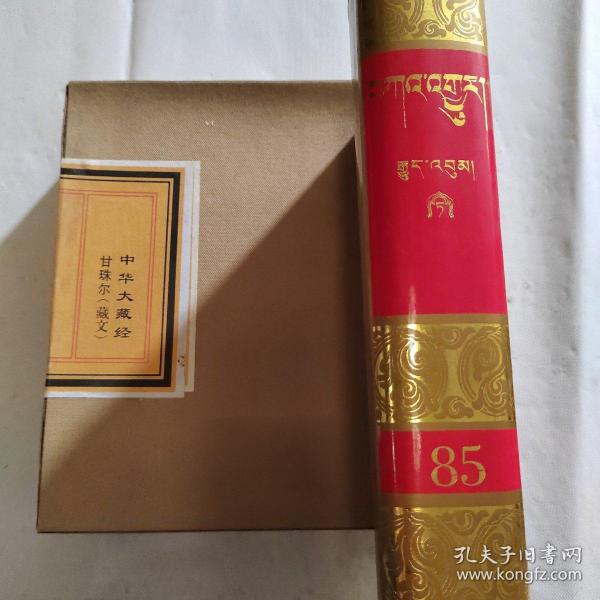 中华大藏经
甘珠尔（藏文）
བཀའ་འགྱུར།
རྒྱུད་འབུམ།
85
孔夫子旧書网
www.kongfz.com